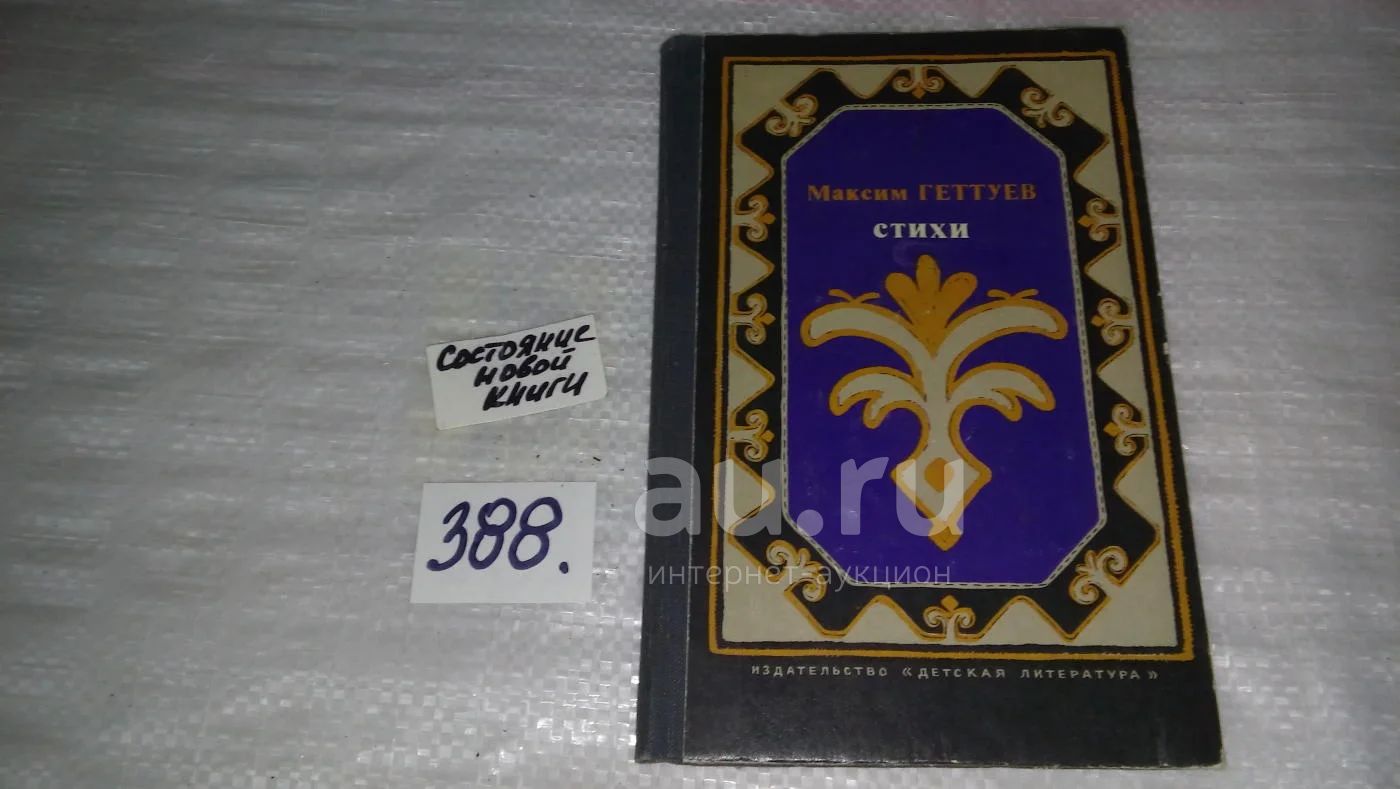 Максим ГЕТТУЕВ
СТИХИ
ИЗДАТЕЛЬСТВО «ДЕТСКАЯ ЛИТЕРАТУРА»
Состояние
новой
книги
388.
au.ru
интернет-аукцион